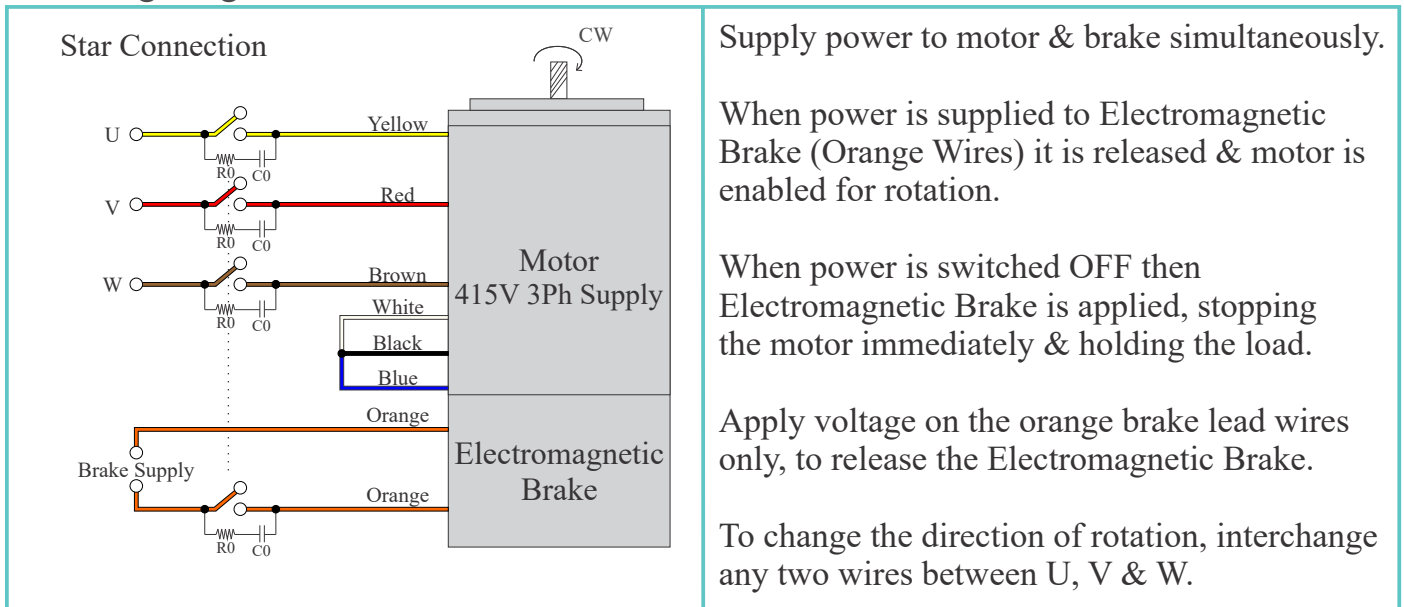 Star Connection
CW
U
Yellow
R0 C0
V
Red
R0 C0
W
Brown
R0 C0
White
Black
Blue
Motor
415V 3Ph Supply
Orange
Brake Supply
Orange
R0 C0
Electromagnetic
Brake
Supply power to motor & brake simultaneously.
When power is supplied to Electromagnetic
Brake (Orange Wires) it is released & motor is
enabled for rotation.
When power is switched OFF then
Electromagnetic Brake is applied, stopping
the motor immediately & holding the load.
Apply voltage on the orange brake lead wires
only, to release the Electromagnetic Brake.
To change the direction of rotation, interchange
any two wires between U, V & W.